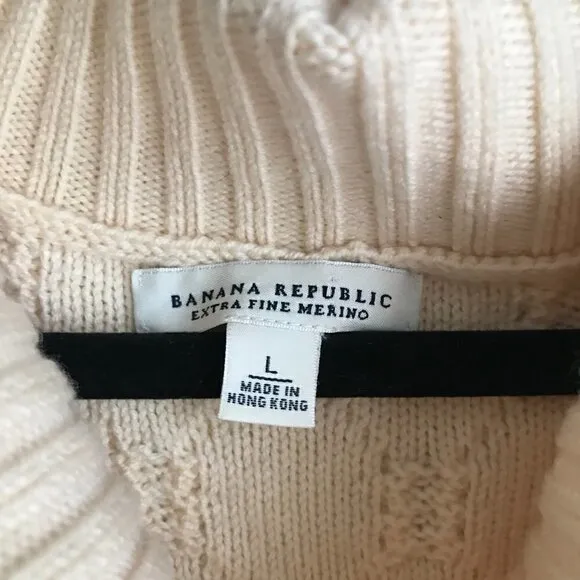 BANANA REPUBLIC
EXTRA FINE MERINO
L
MADE IN
HONG KONG